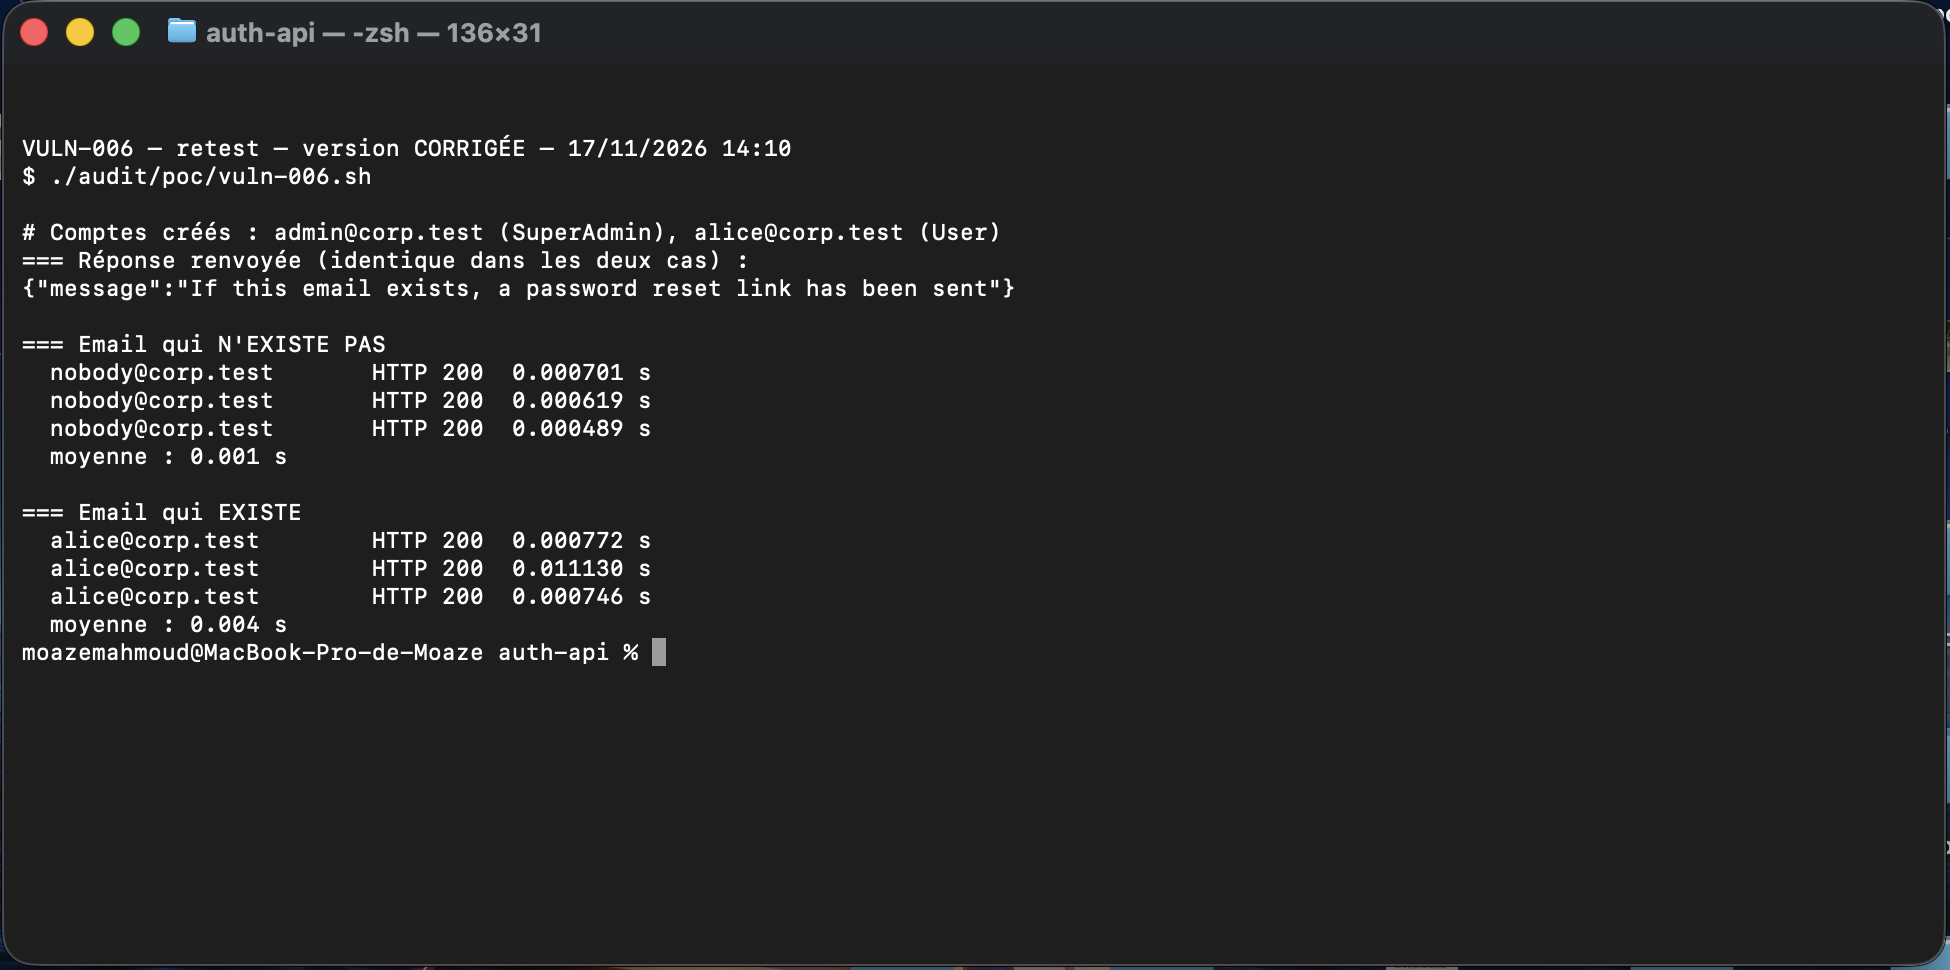 auth-api — -zsh — 136×31
VULN-006 — retest — version CORRIGÉE — 17/11/2026 14:10
$ ./audit/poc/vuln-006.sh
# Comptes créés : admin@corp.test (SuperAdmin), alice@corp.test (User)
=== Réponse renvoyée (identique dans les deux cas) :
{"message":"If this email exists, a password reset link has been sent"}
=== Email qui N'EXISTE PAS
nobody@corp.test HTTP 200 0.000701 s
nobody@corp.test HTTP 200 0.000619 s
nobody@corp.test HTTP 200 0.000489 s
moyenne : 0.001 s
=== Email qui EXISTE
alice@corp.test HTTP 200 0.000772 s
alice@corp.test HTTP 200 0.011130 s
alice@corp.test HTTP 200 0.000746 s
moyenne : 0.004 s
moazemahmoud@MacBook-Pro-de-Moaze auth-api %